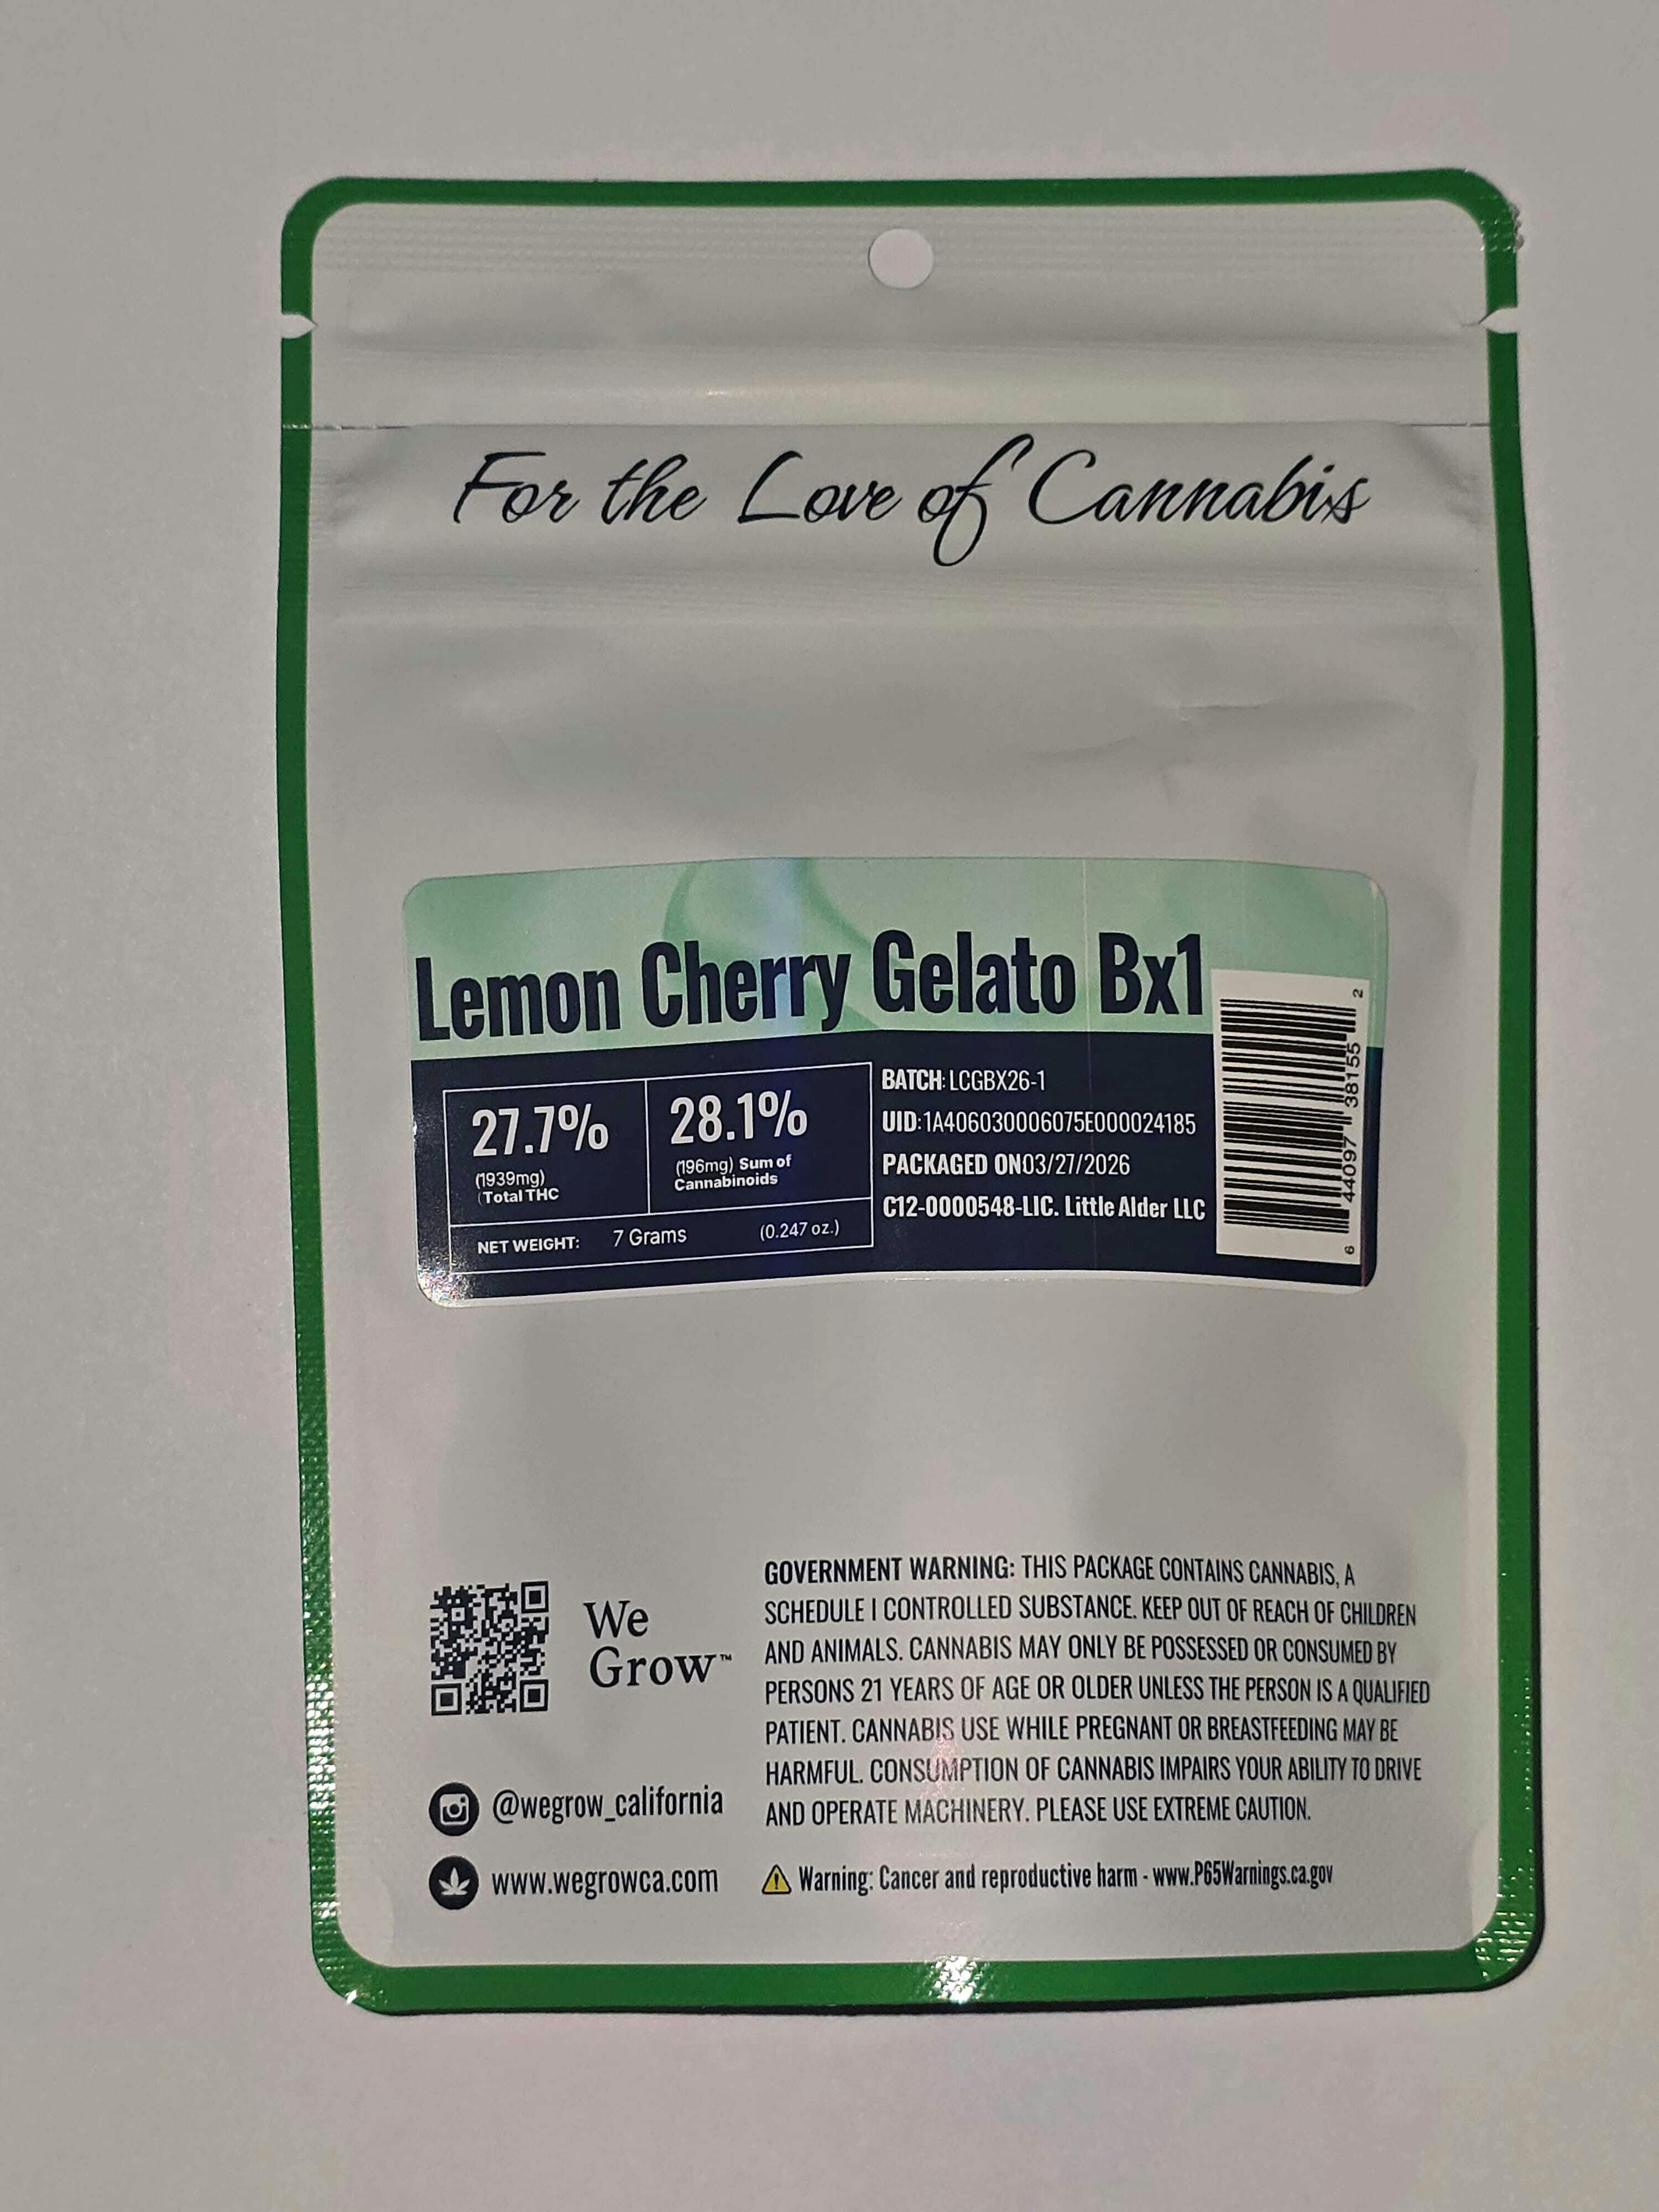 For the Love of Cannabis
Lemon Cherry Gelato Bx1
27.7%
(1939mg)
(Total THC
28.1%
(196mg) Sum of
Cannabinoids
NET WEIGHT: 7 Grams (0.247 oz.)
BATCH: LCGBX26-1
UID:1A406030006075E000024185
PACKAGED ON03/27/2026
C12-0000548-LIC. Little Alder LLC
6 44097 38155 2
We
Grow™
@wegrow_california
www.wegrowca.com
GOVERNMENT WARNING: THIS PACKAGE CONTAINS CANNABIS, A
SCHEDULE I CONTROLLED SUBSTANCE. KEEP OUT OF REACH OF CHILDREN
AND ANIMALS. CANNABIS MAY ONLY BE POSSESSED OR CONSUMED BY
PERSONS 21 YEARS OF AGE OR OLDER UNLESS THE PERSON IS A QUALIFIED
PATIENT. CANNABIS USE WHILE PREGNANT OR BREASTFEEDING MAY BE
HARMFUL. CONSUMPTION OF CANNABIS IMPAIRS YOUR ABILITY TO DRIVE
AND OPERATE MACHINERY. PLEASE USE EXTREME CAUTION.
Warning: Cancer and reproductive harm - www.P65Warnings.ca.gov